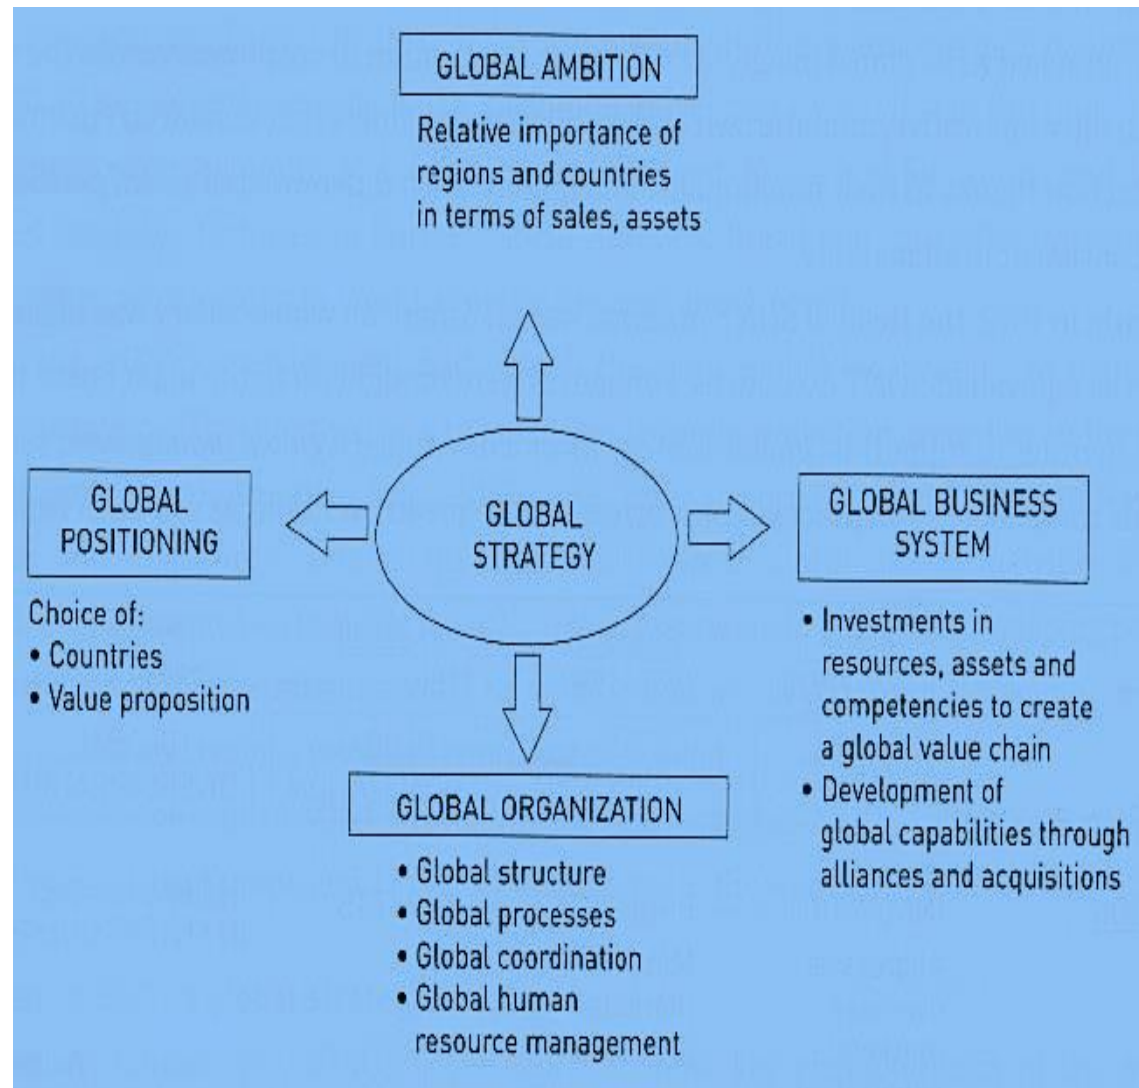 GLOBAL AMBITION
Relative importance of
regions and countries
in terms of sales, assets
GLOBAL
POSITIONING
Choice of:
• Countries
• Value proposition
GLOBAL
STRATEGY
GLOBAL BUSINESS
SYSTEM
• Investments in
resources, assets and
competencies to create
a global value chain
• Development of
global capabilities through
alliances and acquisitions
GLOBAL ORGANIZATION
• Global structure
• Global processes
• Global coordination
• Global human
resource management